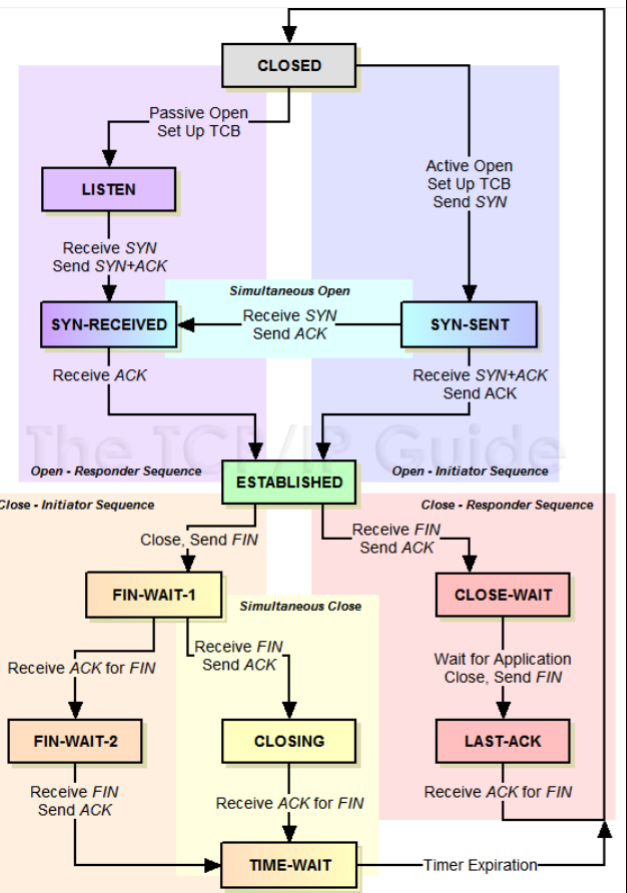 CLOSED
Passive Open
Set Up TCB
Active Open
Set Up TCB
Send SYN
LISTEN
Receive SYN
Send SYN+ACK
Simultaneous Open
SYN-RECEIVED
Receive SYN
Send ACK
SYN-SENT
Receive ACK
Receive SYN+ACK
Send ACK
The TCP/IP Guide
Open - Responder Sequence
Open - Initiator Sequence
ESTABLISHED
Close - Initiator Sequence
Close - Responder Sequence
Close, Send FIN
Receive FIN
Send ACK
FIN-WAIT-1
Simultaneous Close
CLOSE-WAIT
Receive ACK for FIN
Receive FIN
Send ACK
Wait for Application
Close, Send FIN
FIN-WAIT-2
CLOSING
LAST-ACK
Receive FIN
Send ACK
Receive ACK for FIN
Receive ACK for FIN
TIME-WAIT
Timer Expiration